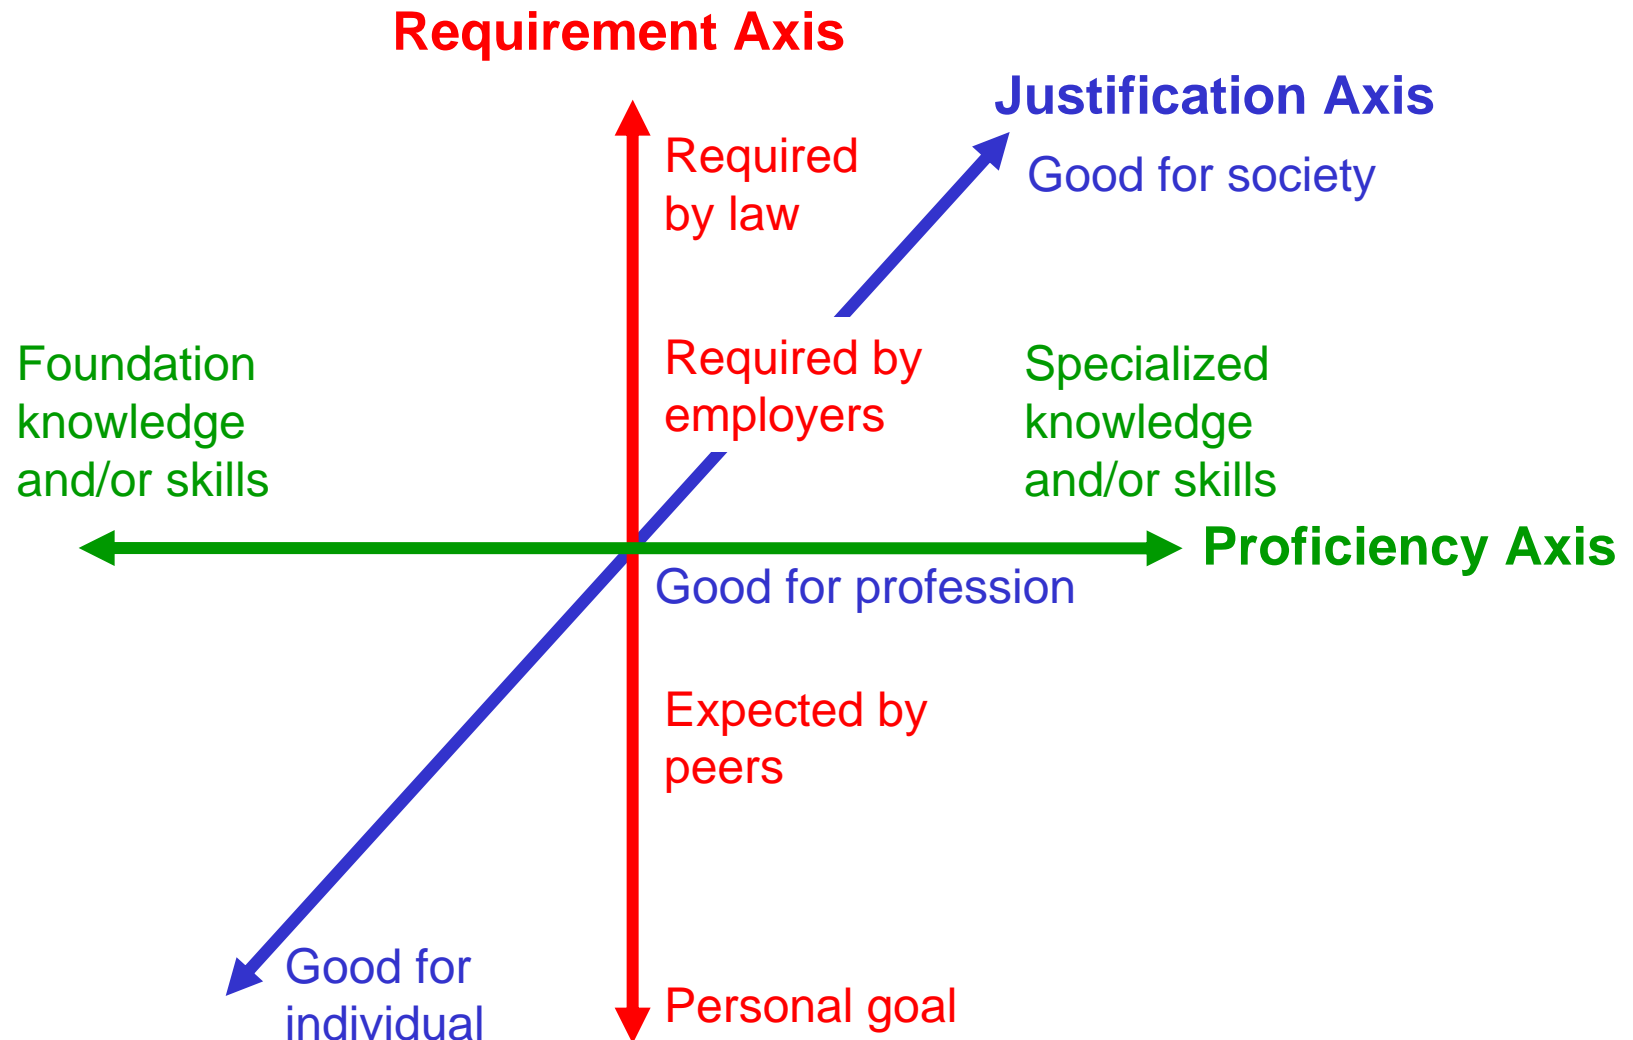 Requirement Axis
Justification Axis
Required
by law
Good for society
Foundation
knowledge
and/or skills
Required by
employers
Specialized
knowledge
and/or skills
Proficiency Axis
Good for profession
Expected by
peers
Good for
individual
Personal goal